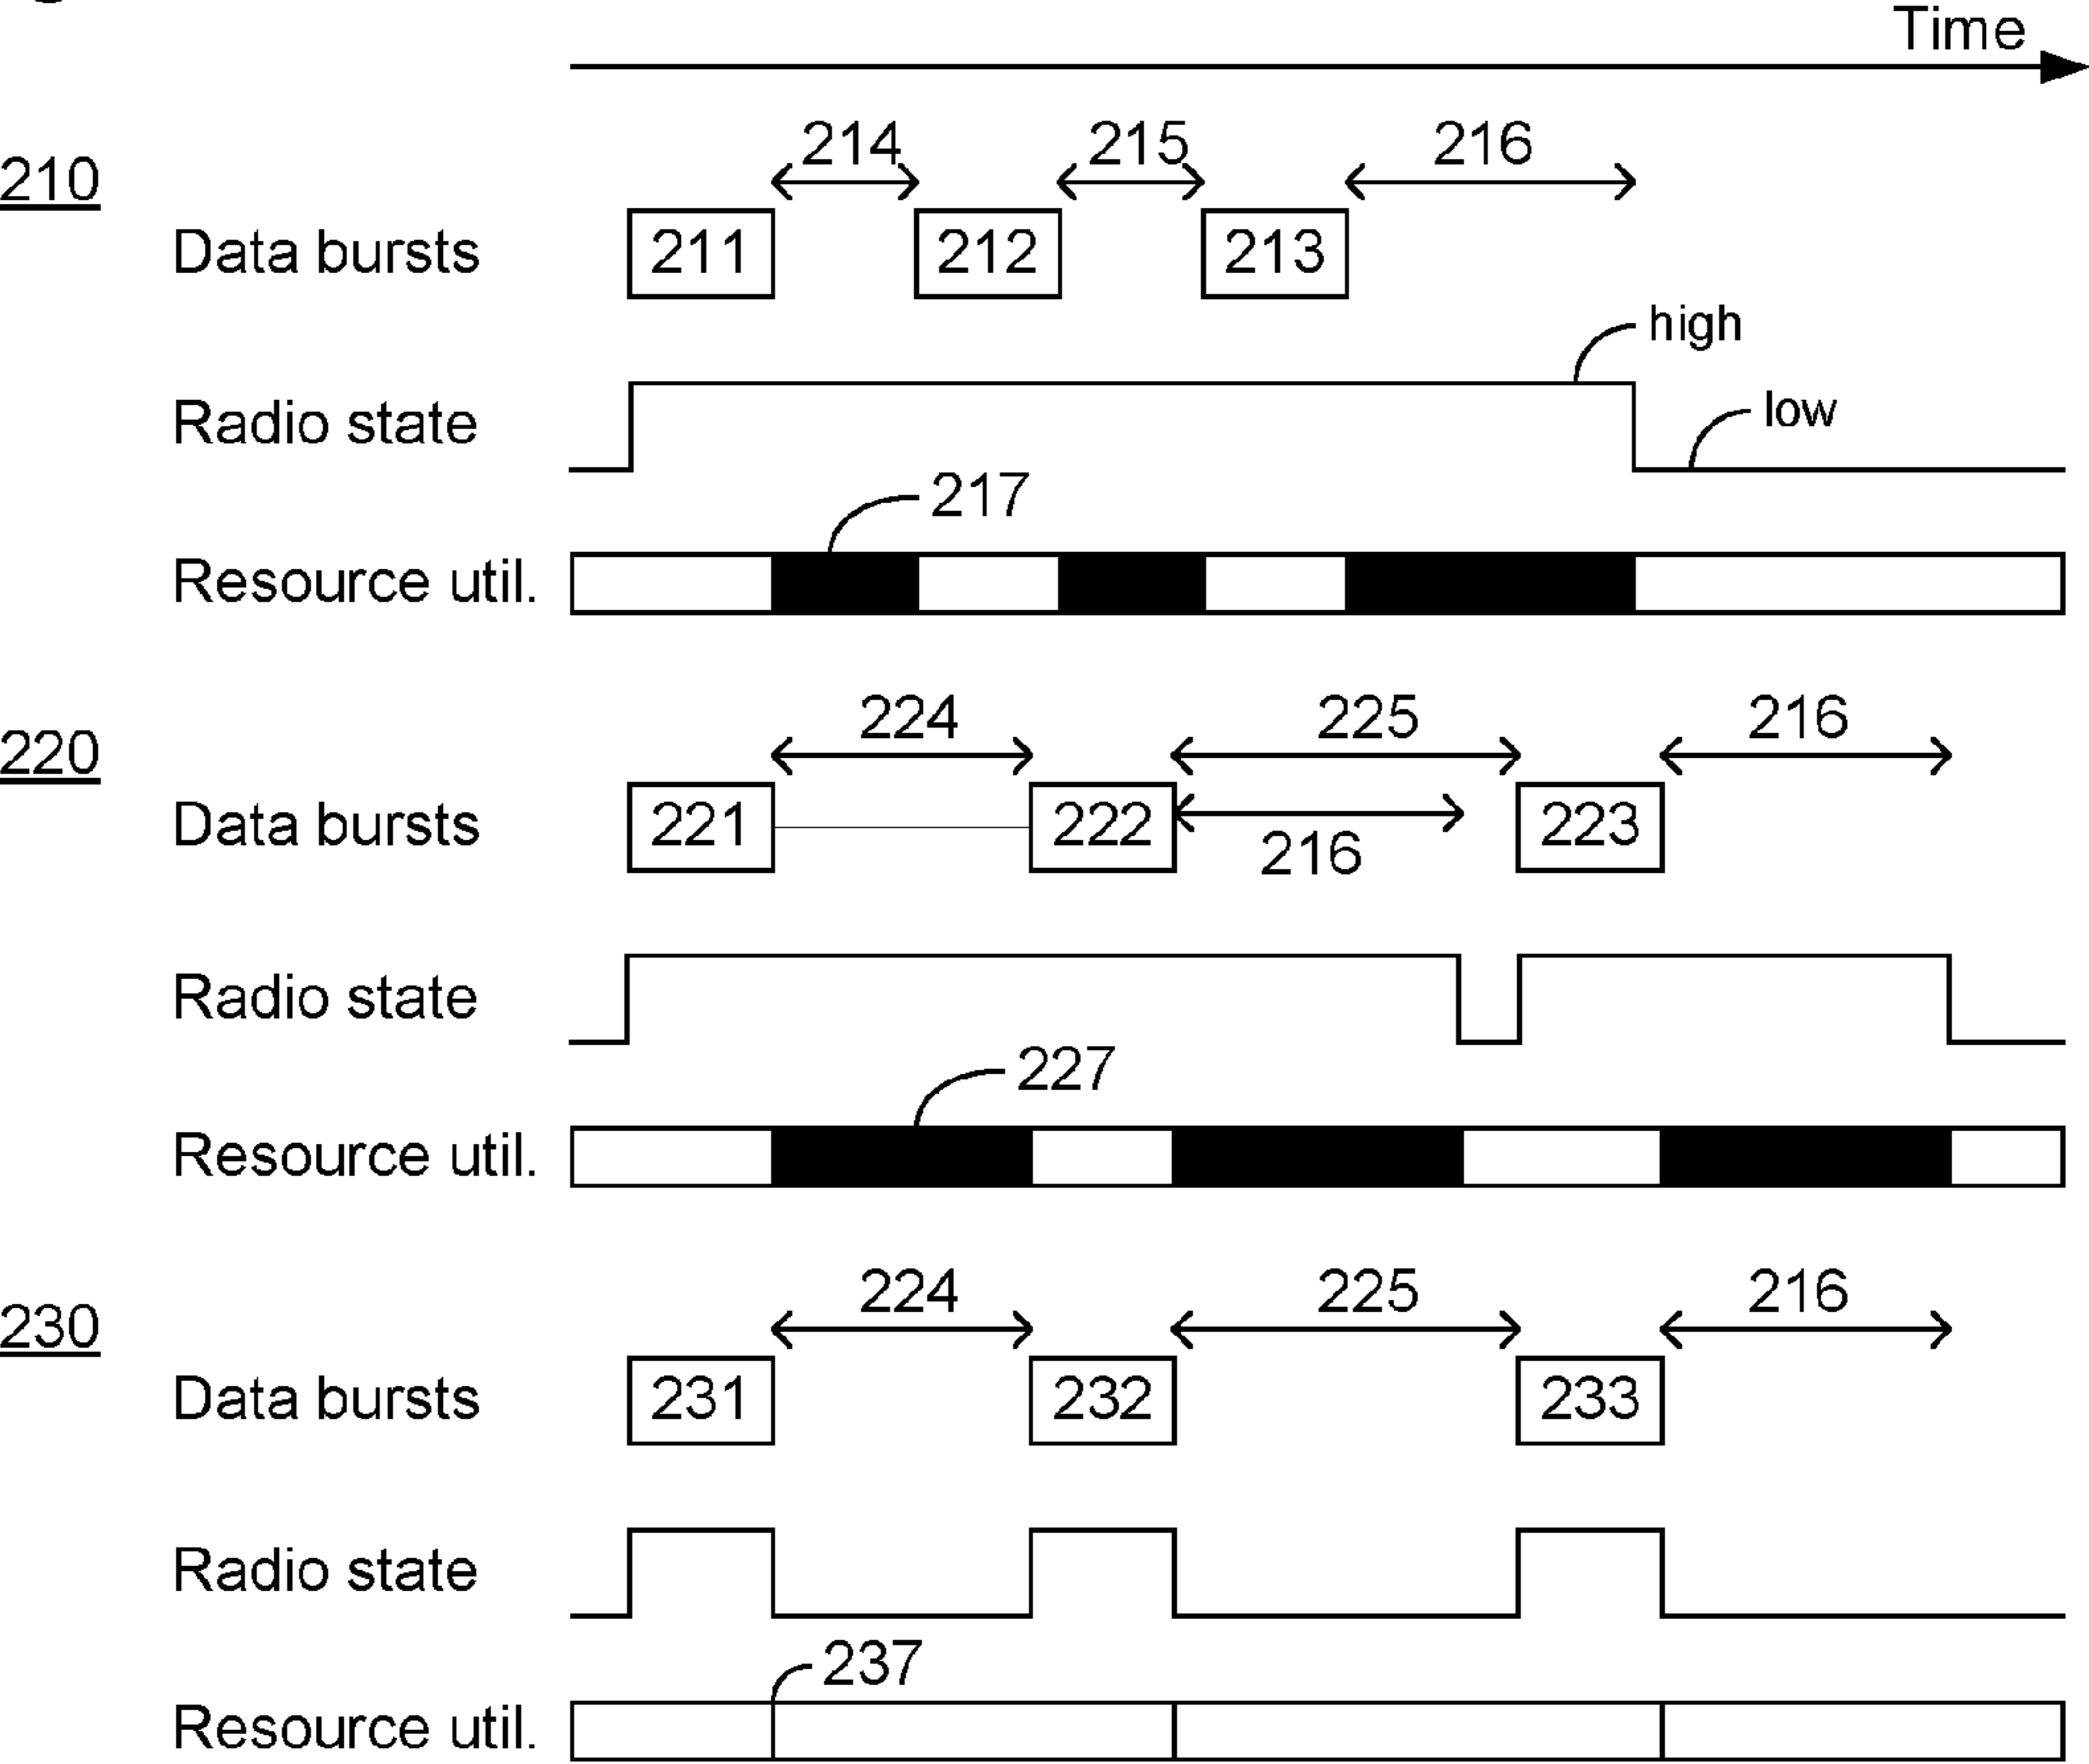 Time
214 215 216
210
Data bursts 211 212 213
high
Radio state low
217
Resource util.
224 225 216
220
Data bursts 221 222 223
216
Radio state
227
Resource util.
224 225 216
230
Data bursts 231 232 233
Radio state
237
Resource util.